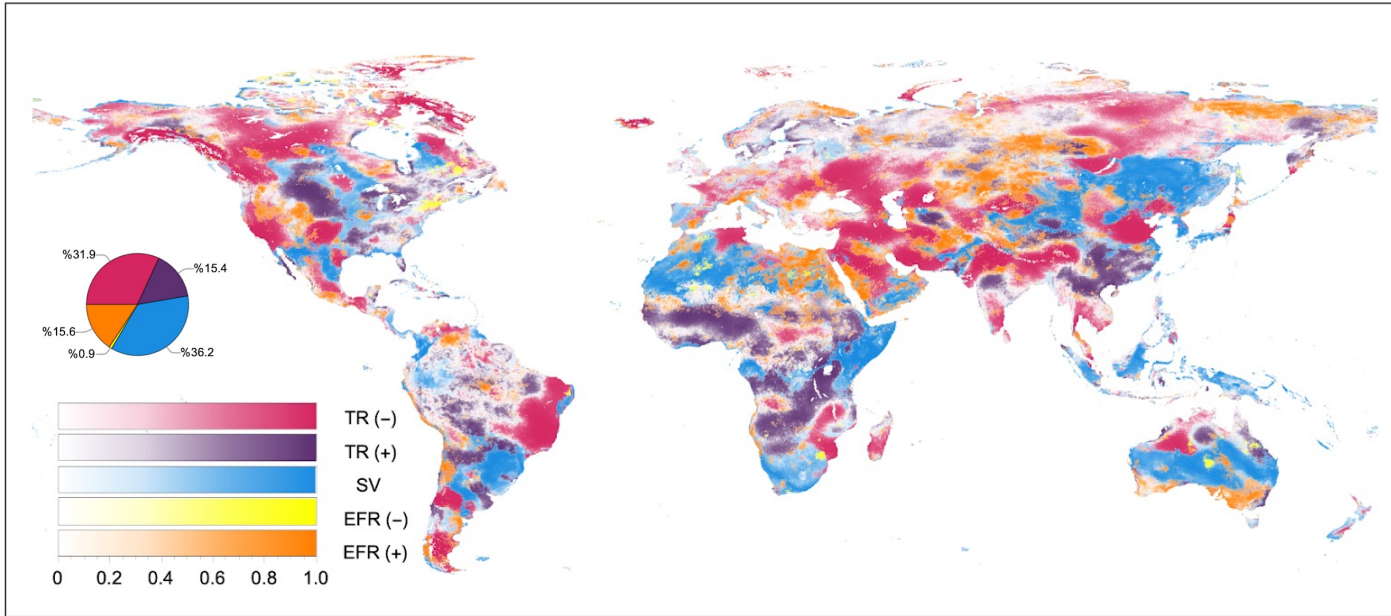 %31.9
%15.4
%15.6
%0.9
%36.2
TR (−)
TR (+)
SV
EFR (−)
EFR (+)
0 0.2 0.4 0.6 0.8 1.0